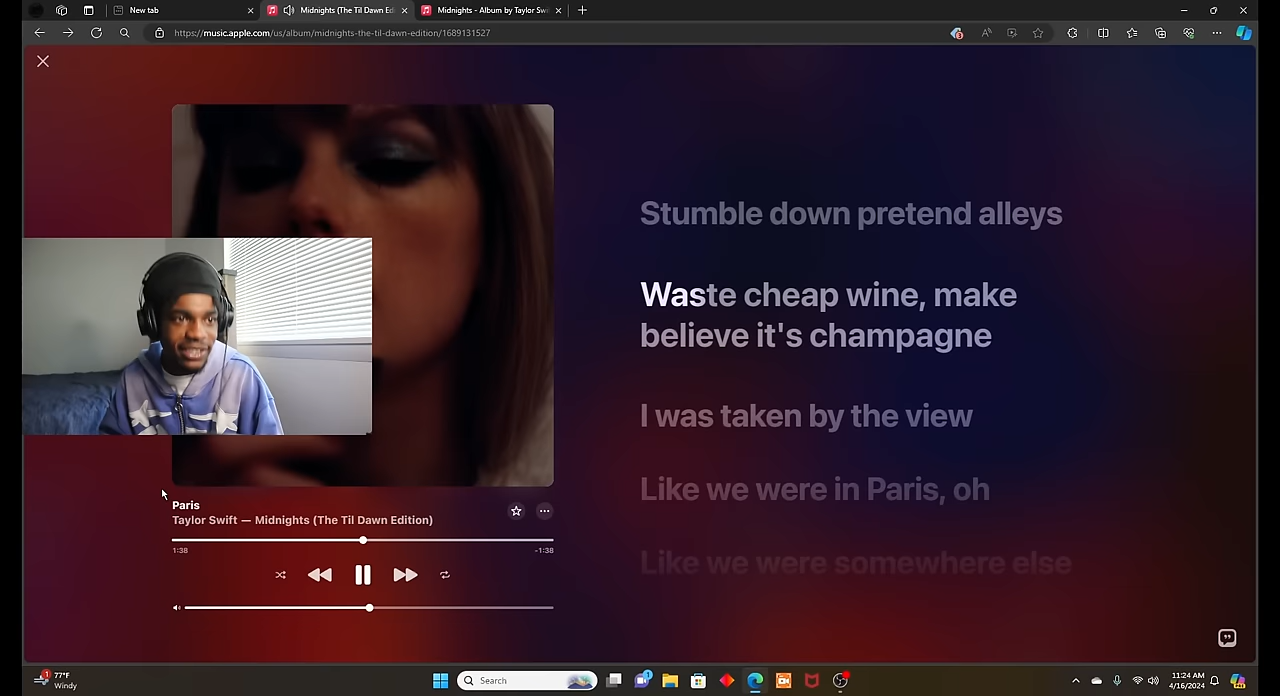 New tab
Midnights (The Til Dawn Ed
Midnights - Album by Taylor Sw
https://music.apple.com/us/album/midnights-the-til-dawn-edition/1689131527
Stumble down pretend alleys
Waste cheap wine, make
believe it's champagne
I was taken by the view
Like we were in Paris, oh
Like we were somewhere else
Paris
Taylor Swift — Midnights (The Til Dawn Edition)
1:38
-1:38
77°F
Windy
Search
11:24 AM
4/16/2024